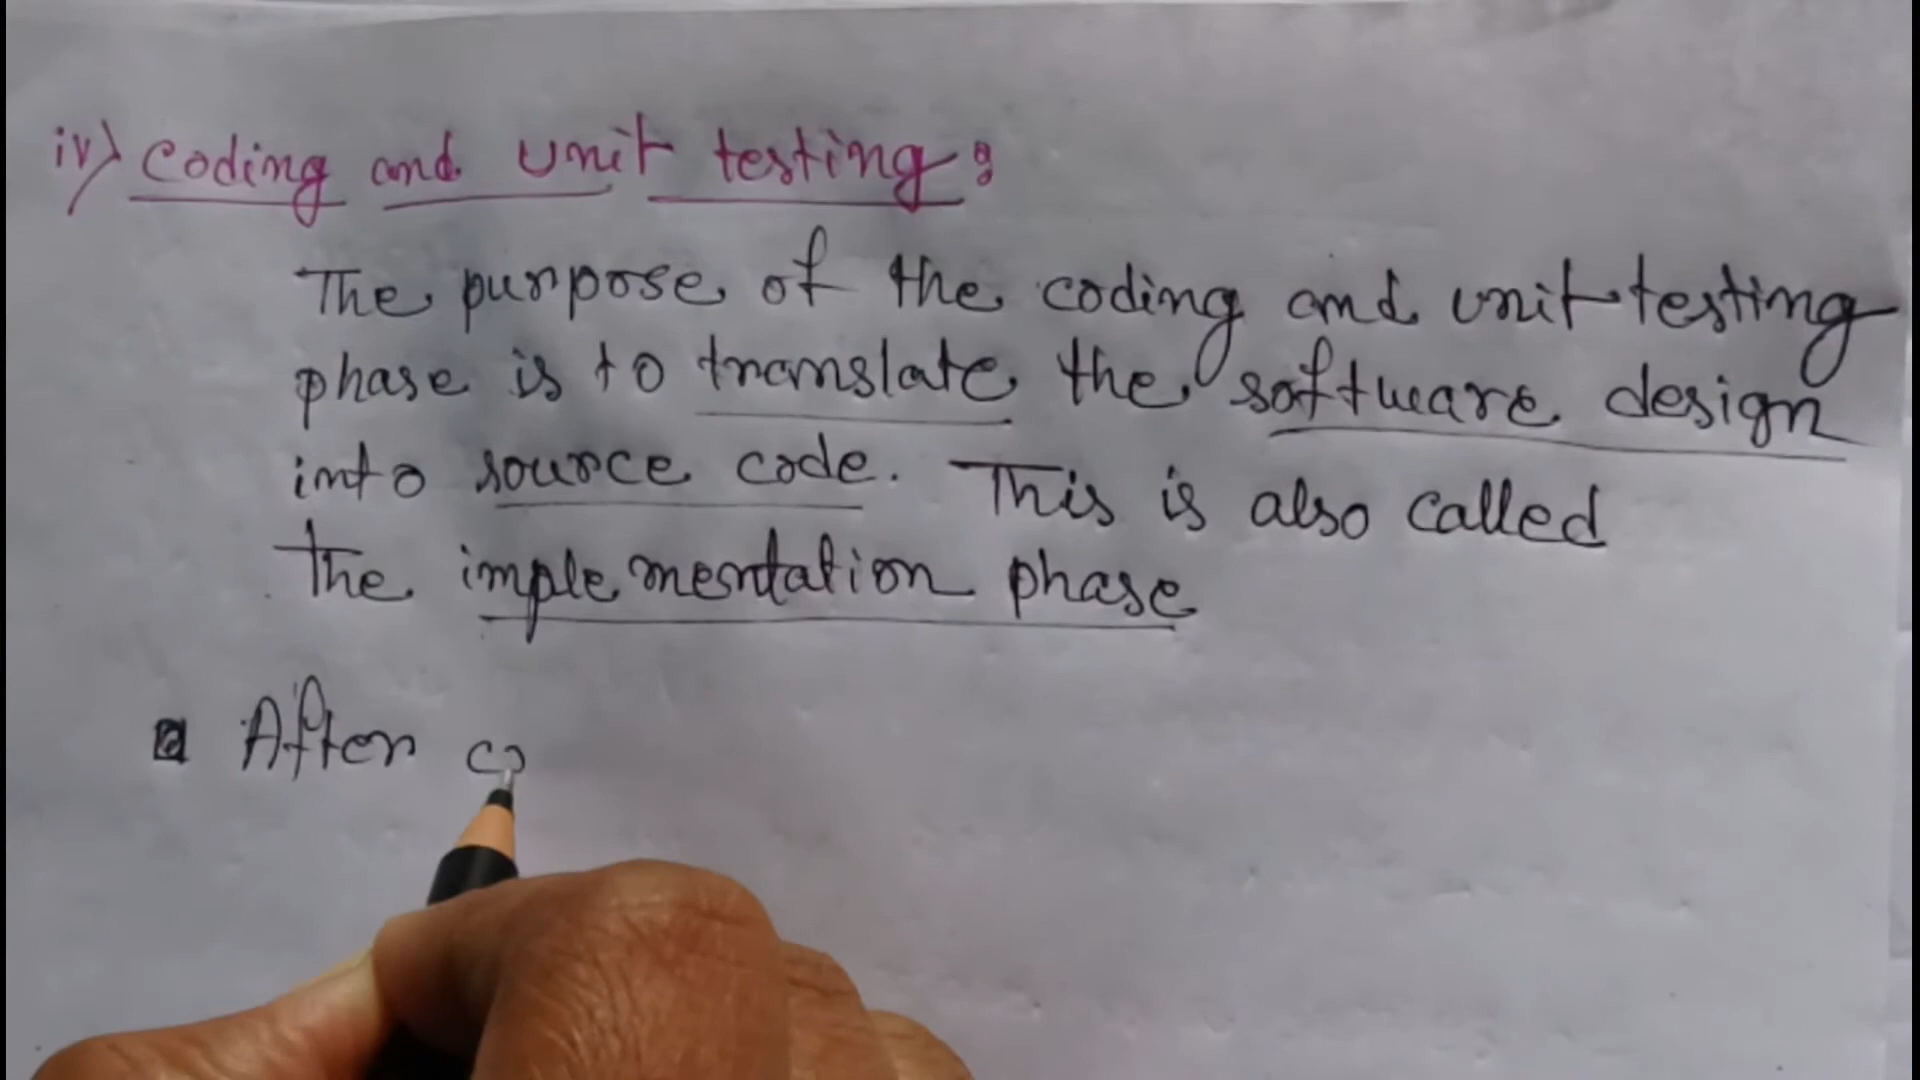 iv) Coding and Unit testing:
The purpose of the coding and unit testing
phase is to translate the software design
into source code. This is also called
the implementation phase
After co